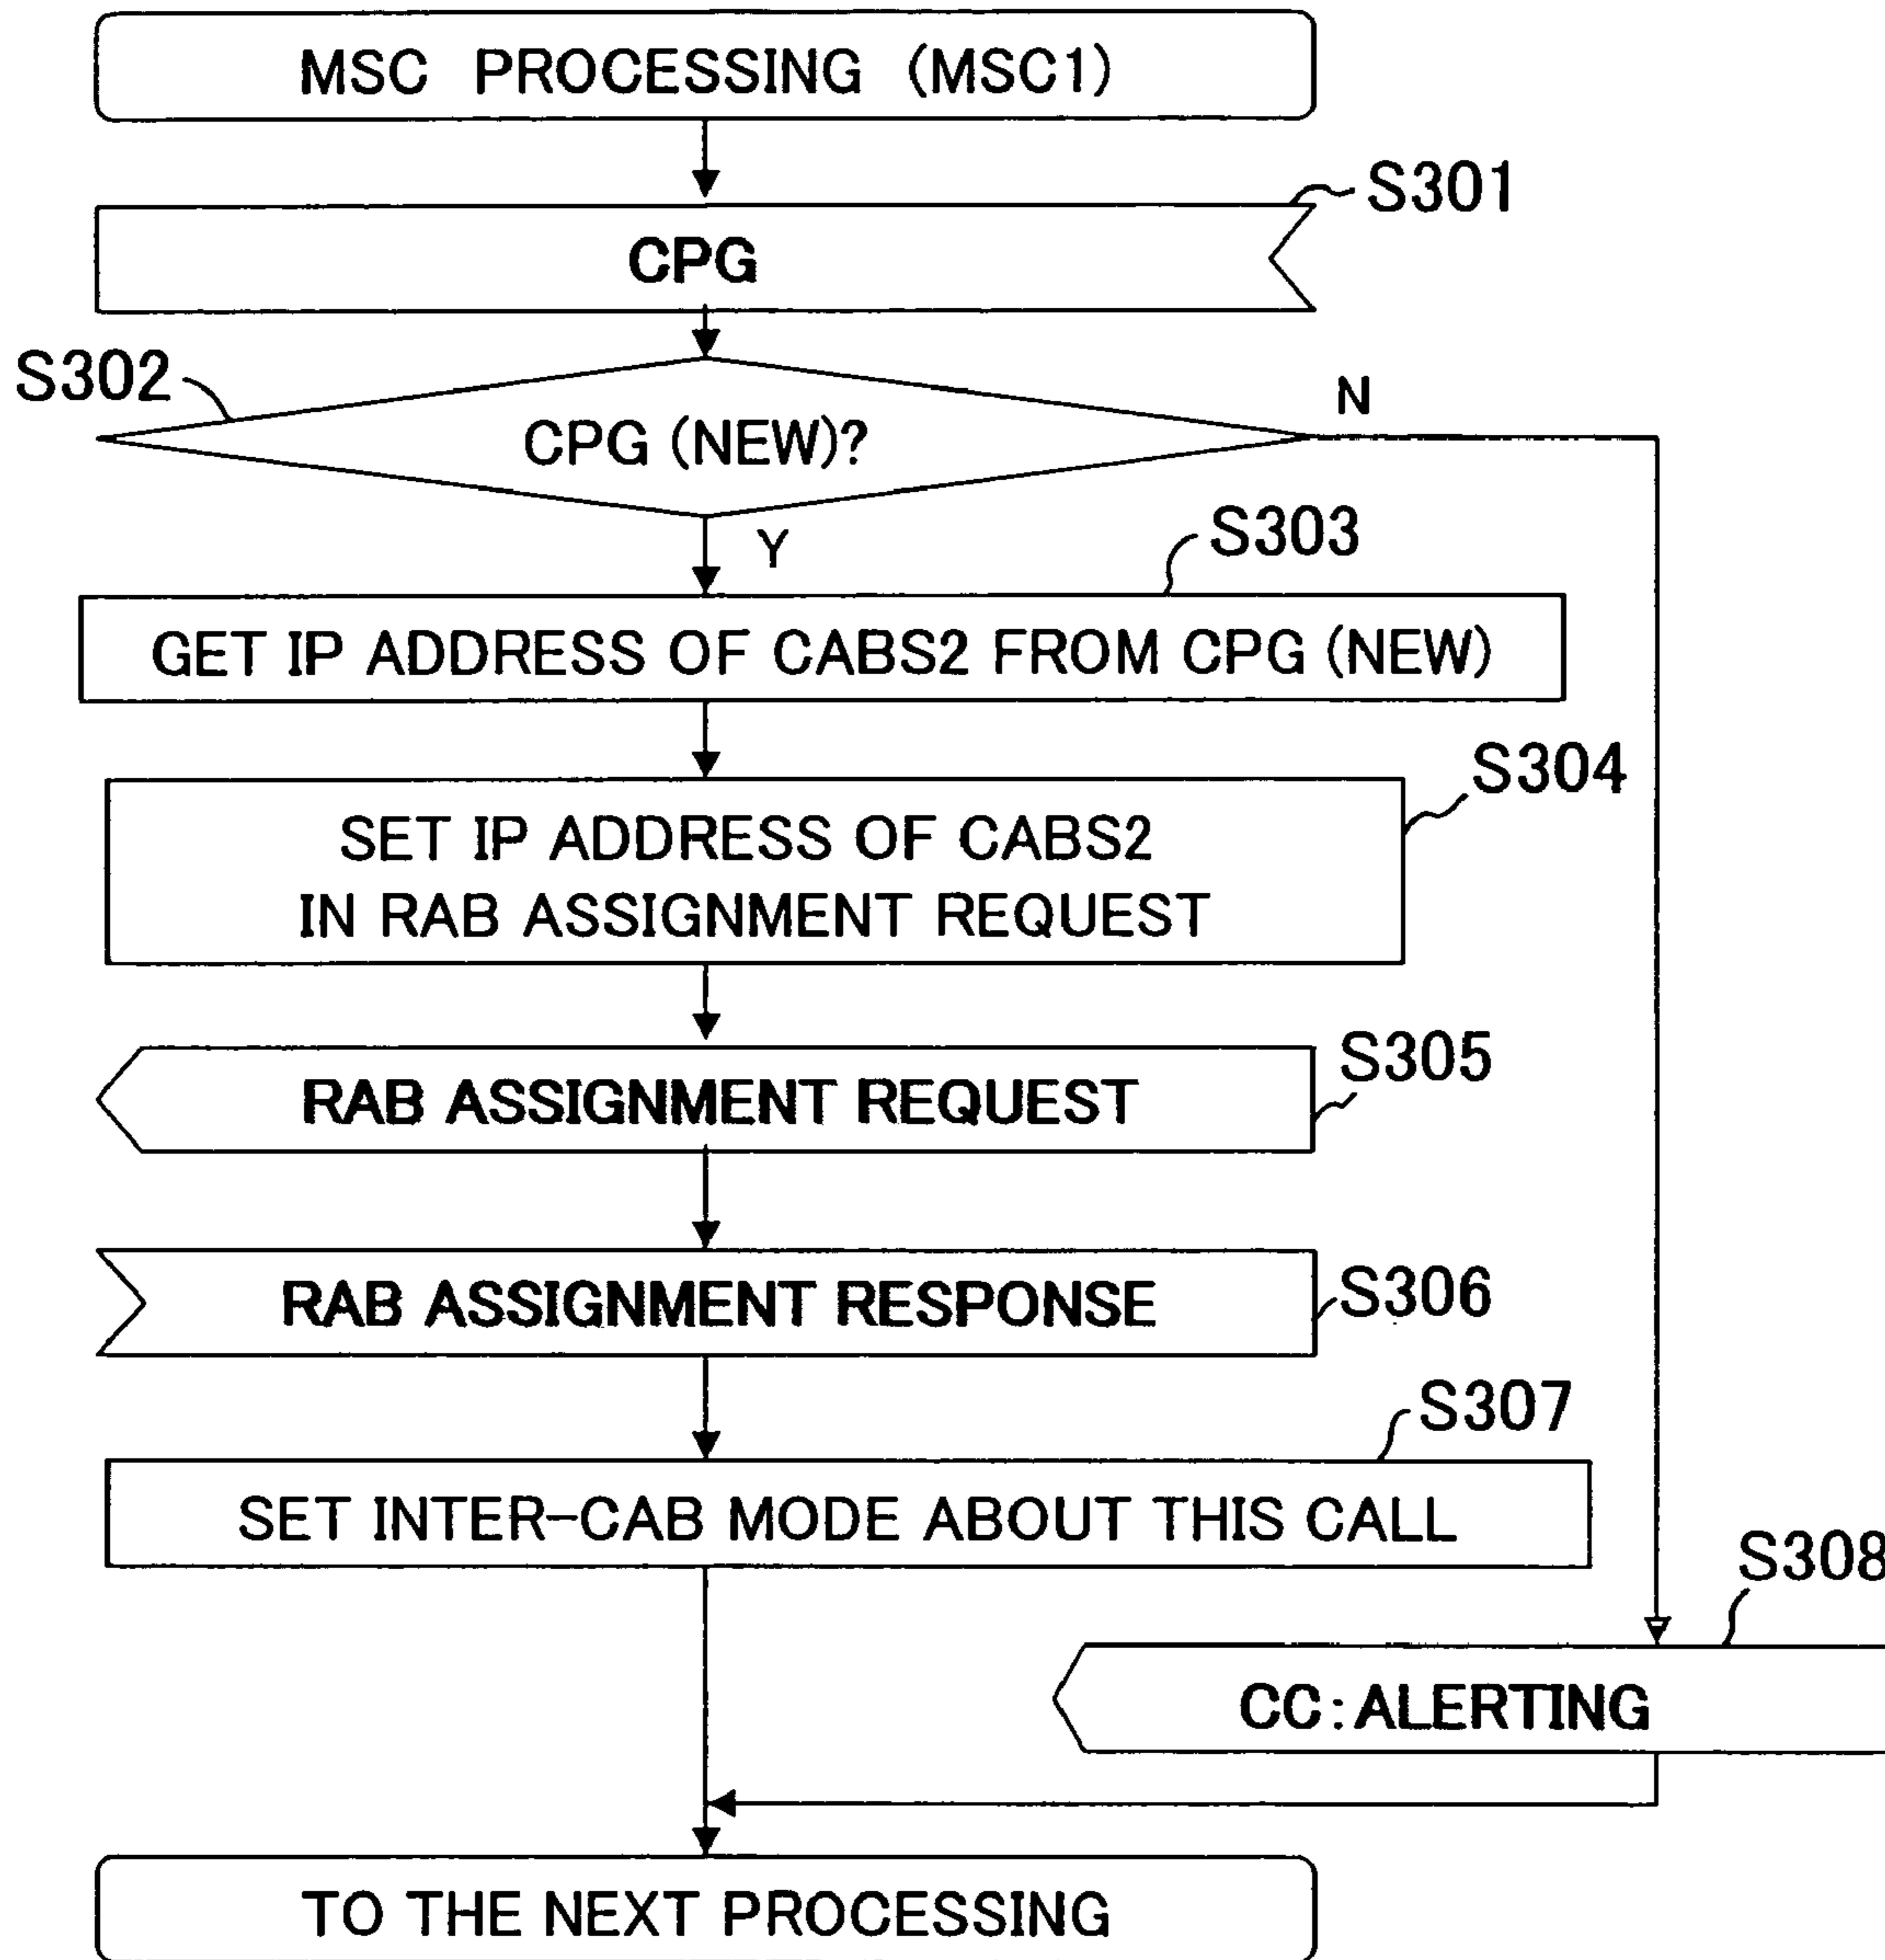 MSC PROCESSING (MSC1)
S301
CPG
S302
N
CPG (NEW)?
Y
S303
GET IP ADDRESS OF CABS2 FROM CPG (NEW)
S304
SET IP ADDRESS OF CABS2
IN RAB ASSIGNMENT REQUEST
S305
RAB ASSIGNMENT REQUEST
S306
RAB ASSIGNMENT RESPONSE
S307
SET INTER-CAB MODE ABOUT THIS CALL
S308
CC:ALERTING
TO THE NEXT PROCESSING